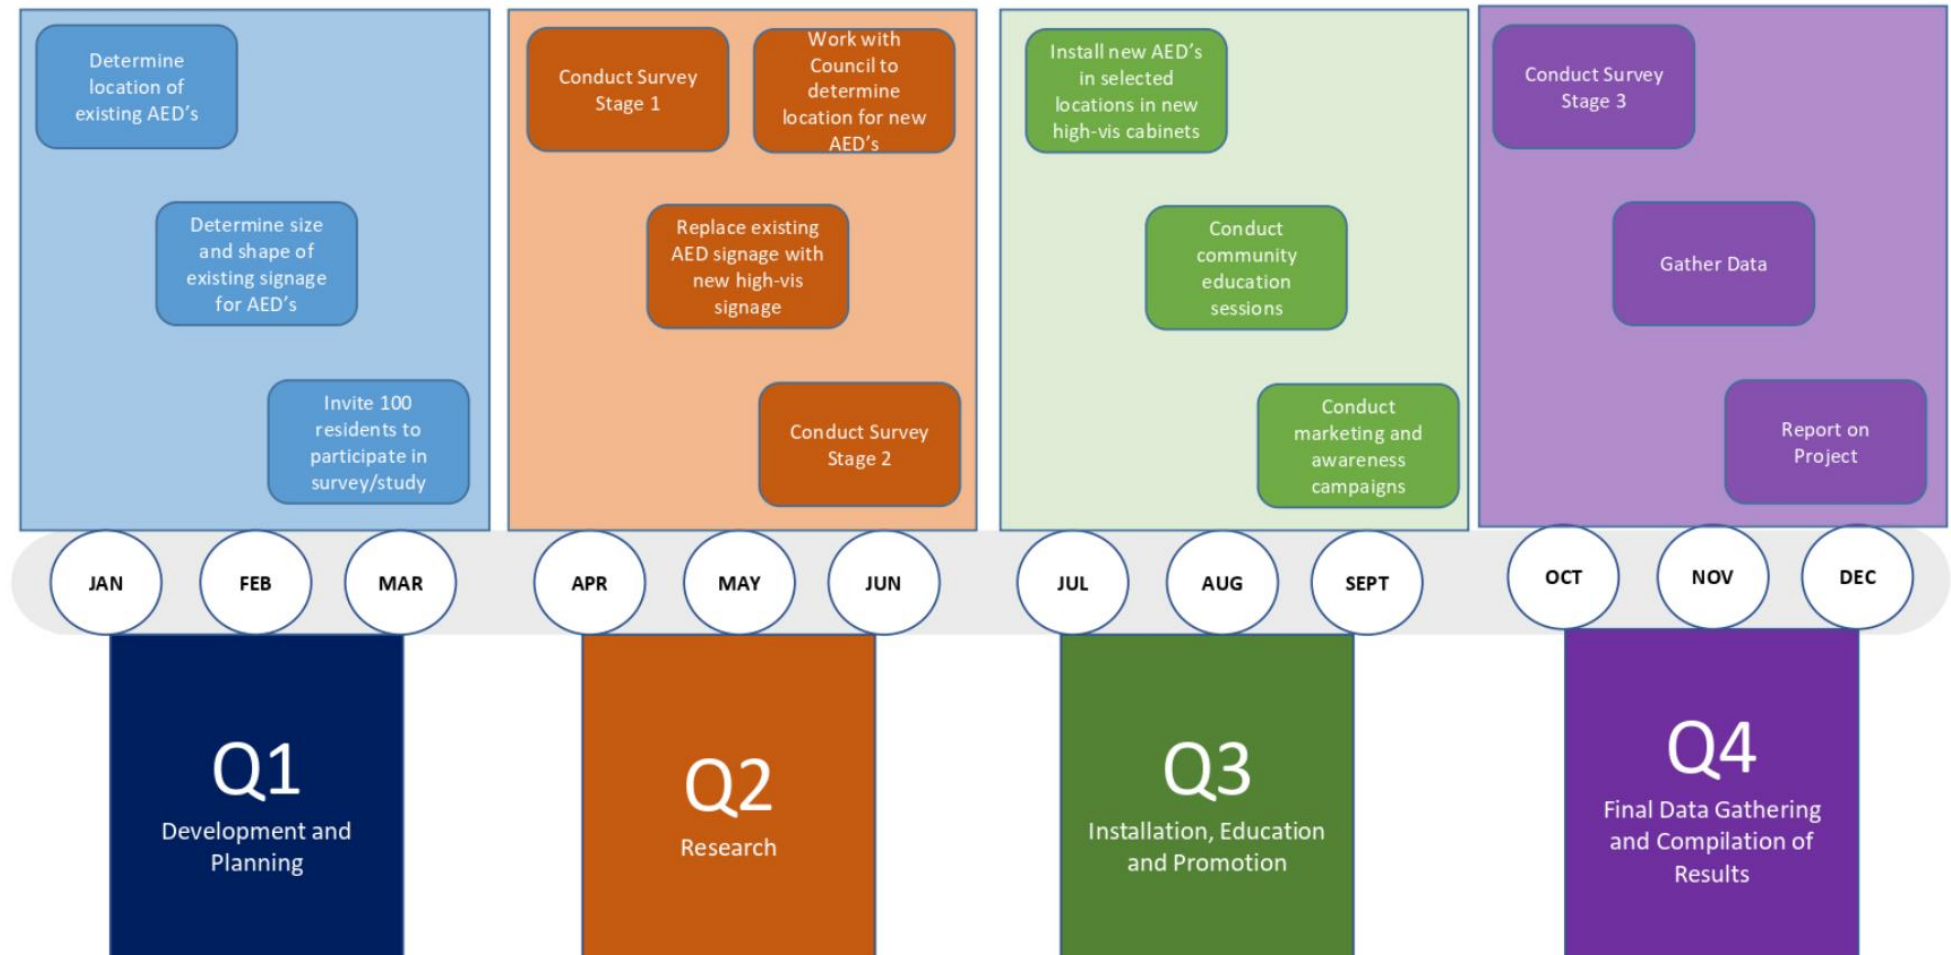 Determine
location of
existing AED's
Determine size
and shape of
existing signage
for AED's
Invite 100
residents to
participate in
survey/study
Conduct Survey
Stage 1
Work with
Council to
determine
location for new
AED's
Replace existing
AED signage with
new high-vis
signage
Conduct Survey
Stage 2
Install new AED's
in selected
locations in new
high-vis cabinets
Conduct
community
education
sessions
Conduct
marketing and
awareness
campaigns
Conduct Survey
Stage 3
Gather Data
Report on
Project
JAN
FEB
MAR
APR
MAY
JUN
JUL
AUG
SEPT
OCT
NOV
DEC
Q1
Development and
Planning
Q2
Research
Q3
Installation, Education
and Promotion
Q4
Final Data Gathering
and Compilation of
Results